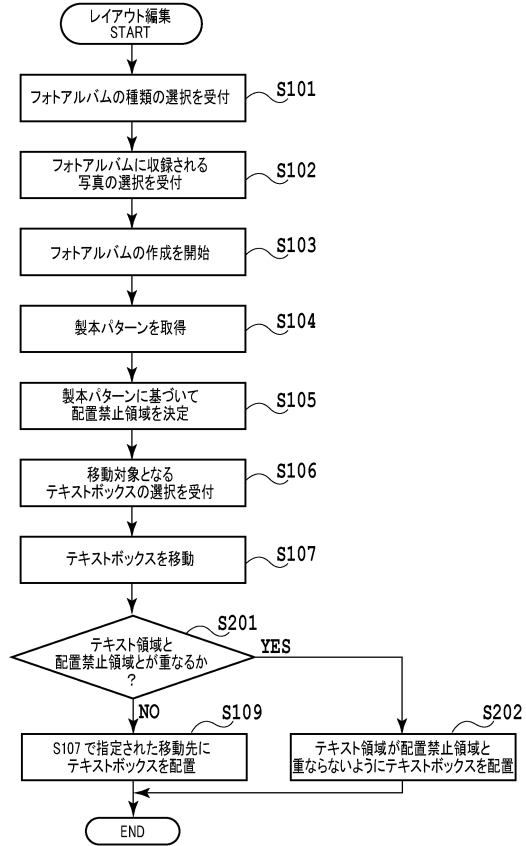 レイアウト編集
START
フォトアルバムの種類の選択を受付
S101
フォトアルバムに収録される
写真の選択を受付
S102
フォトアルバムの作成を開始
S103
製本パターンを取得
S104
製本パターンに基づいて
配置禁止領域を決定
S105
移動対象となる
テキストボックスの選択を受付
S106
テキストボックスを移動
S107
S201
テキスト領域と
配置禁止領域とが重なるか
?
YES
NO
S109
S107で指定された移動先に
テキストボックスを配置
S202
テキスト領域が配置禁止領域と
重ならないようにテキストボックスを配置
END